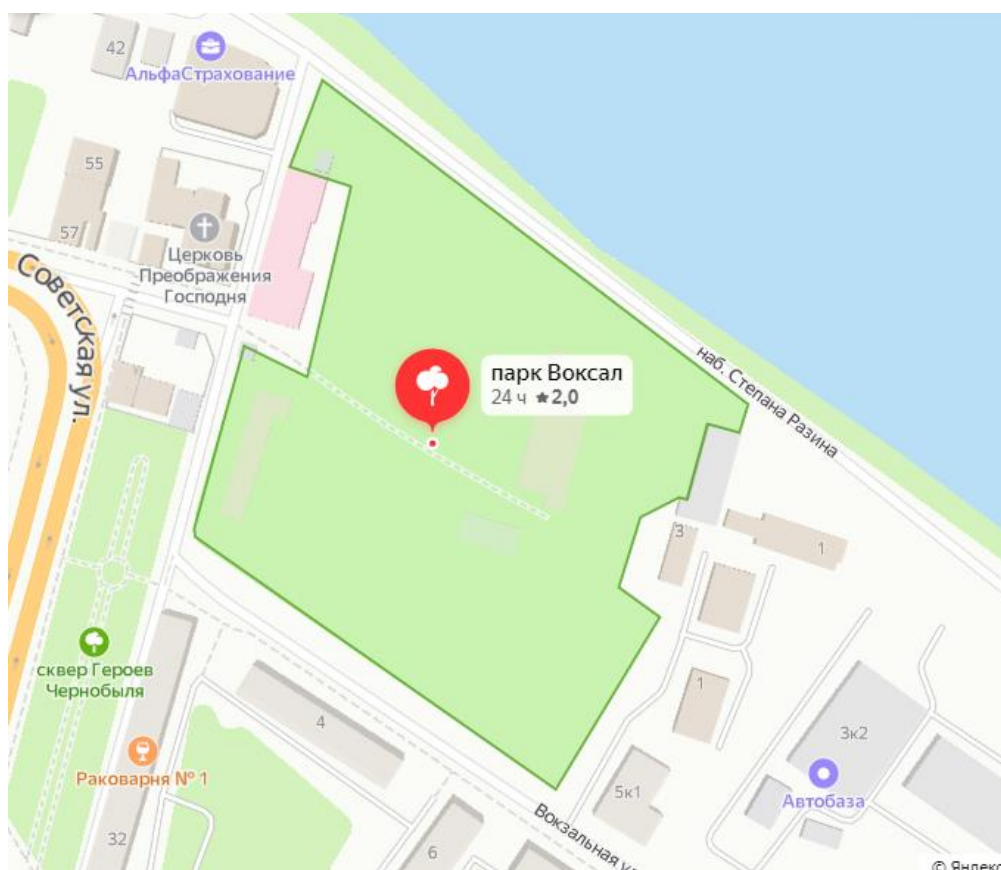 42
АльфаСтрахование
55
57
Церковь
Преображения
Господня
Советская ул.
парк Воксал
24 ч ★2,0
наб. Степана Разина
3
1
1
сквер Героев
Чернобыля
4
3к2
Раковарня № 1
5к1
Автобаза
32
6
Вокзальная у
© Яндекс